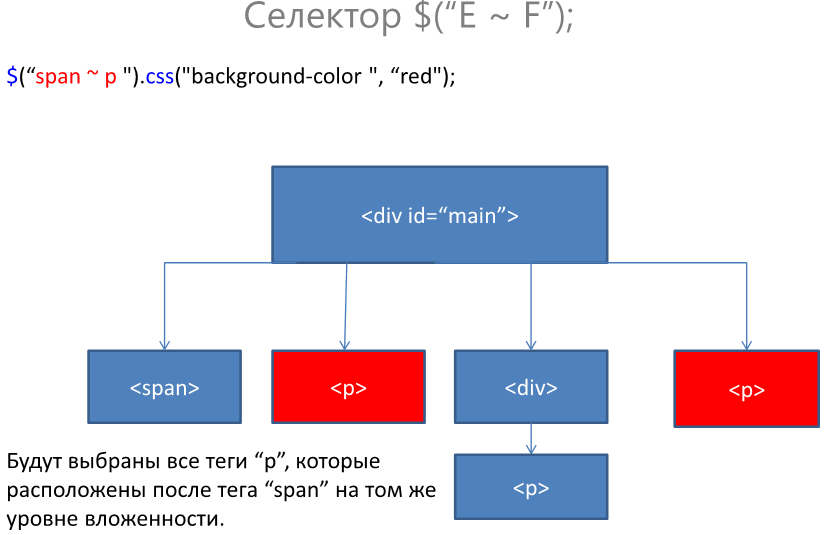 Селектор $(“E ~ F”);
$(“span ~ p ").css("background-color ", “red");
<div id=“main”>
<span>
<p>
<div>
<p>
Будут выбраны все теги “p”, которые
расположены после тега “span” на том же
уровне вложенности.
<p>